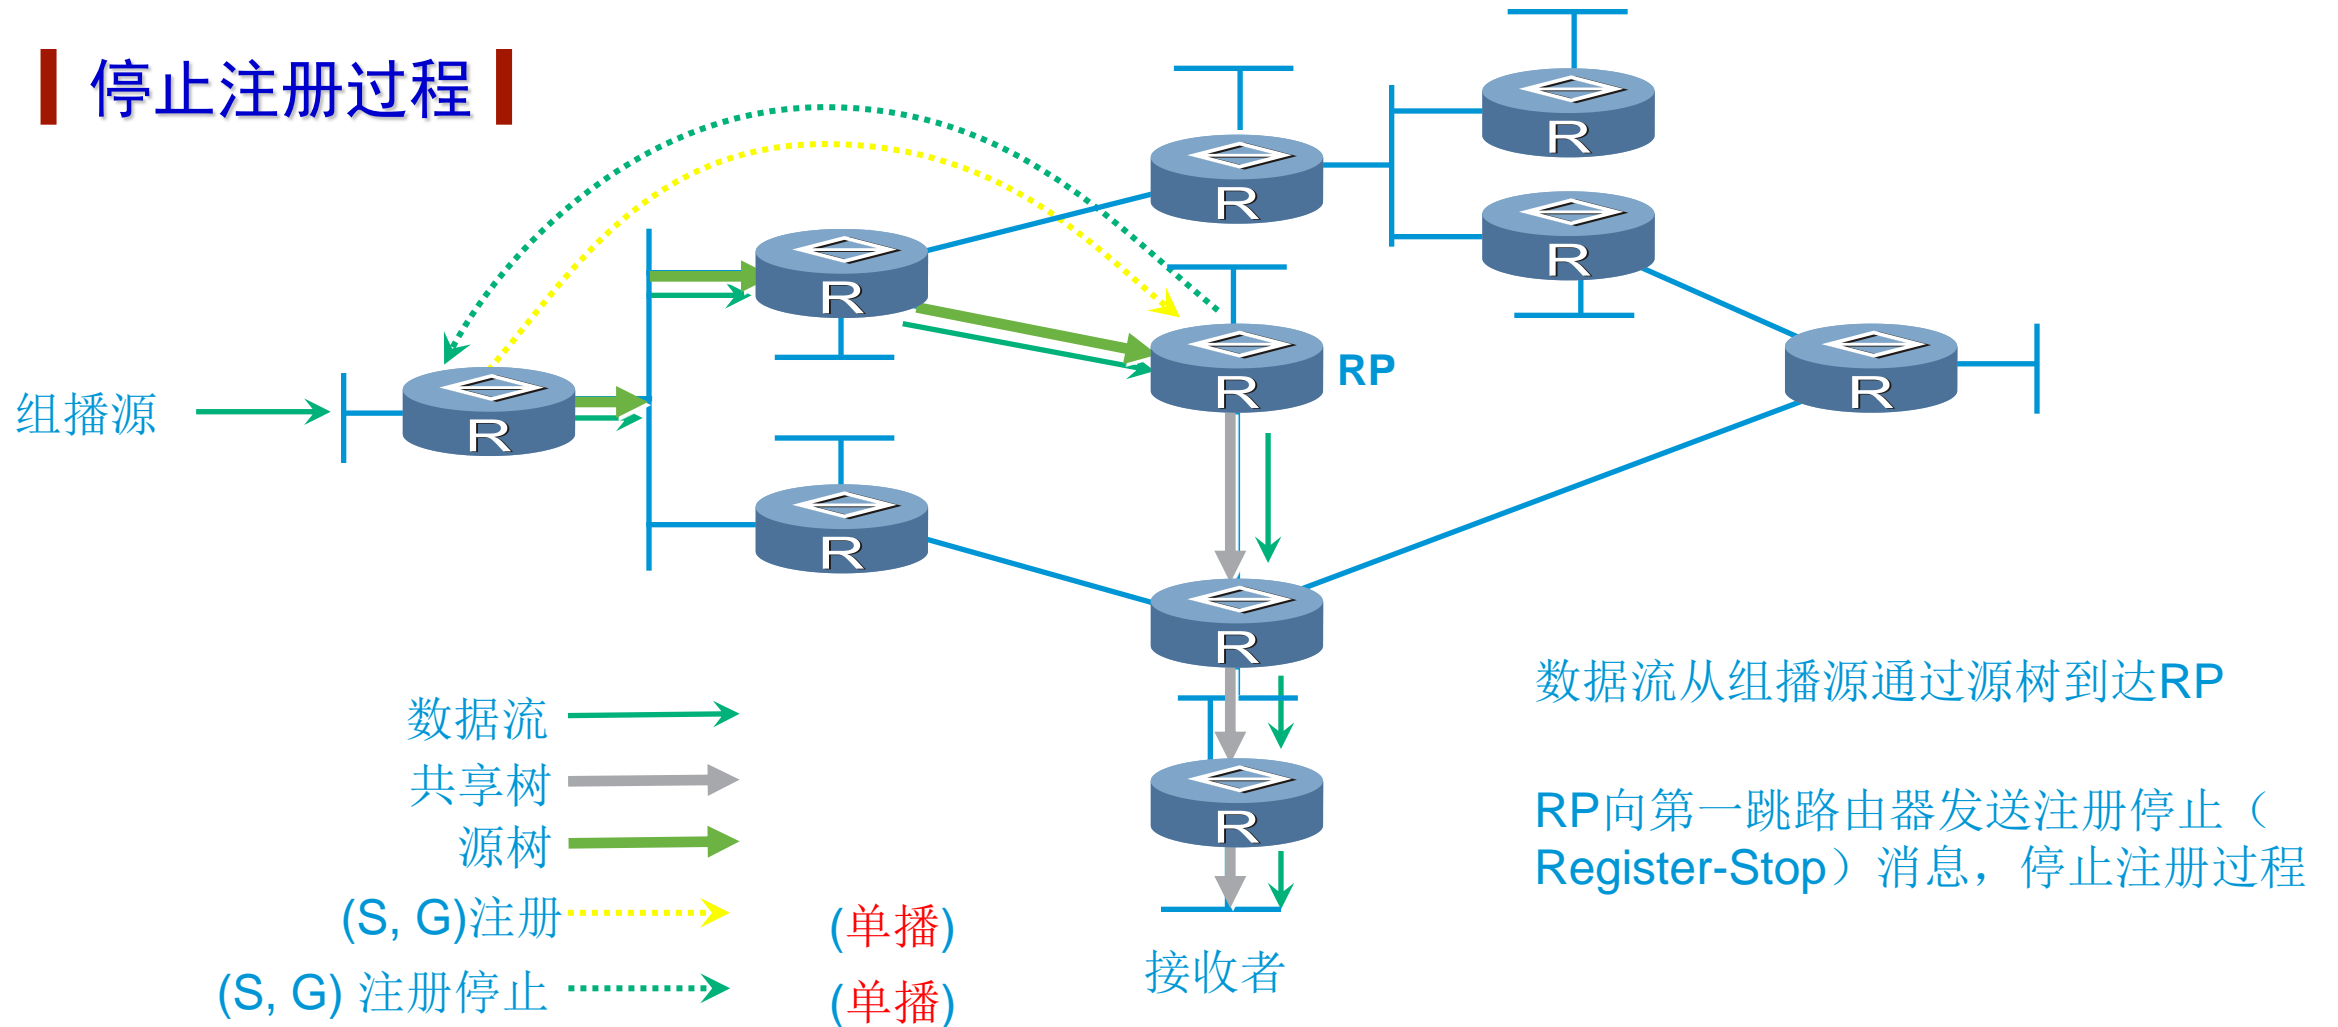 停止注册过程
R
R
R
R
R
RP
R
组播源
R
R
R
数据流从组播源通过源树到达RP
数据流
共享树
R
RP向第一跳路由器发送注册停止（
源树
Register-Stop）消息，停止注册过程
(S, G)注册
(单播)
接收者
(S, G) 注册停止
(单播)